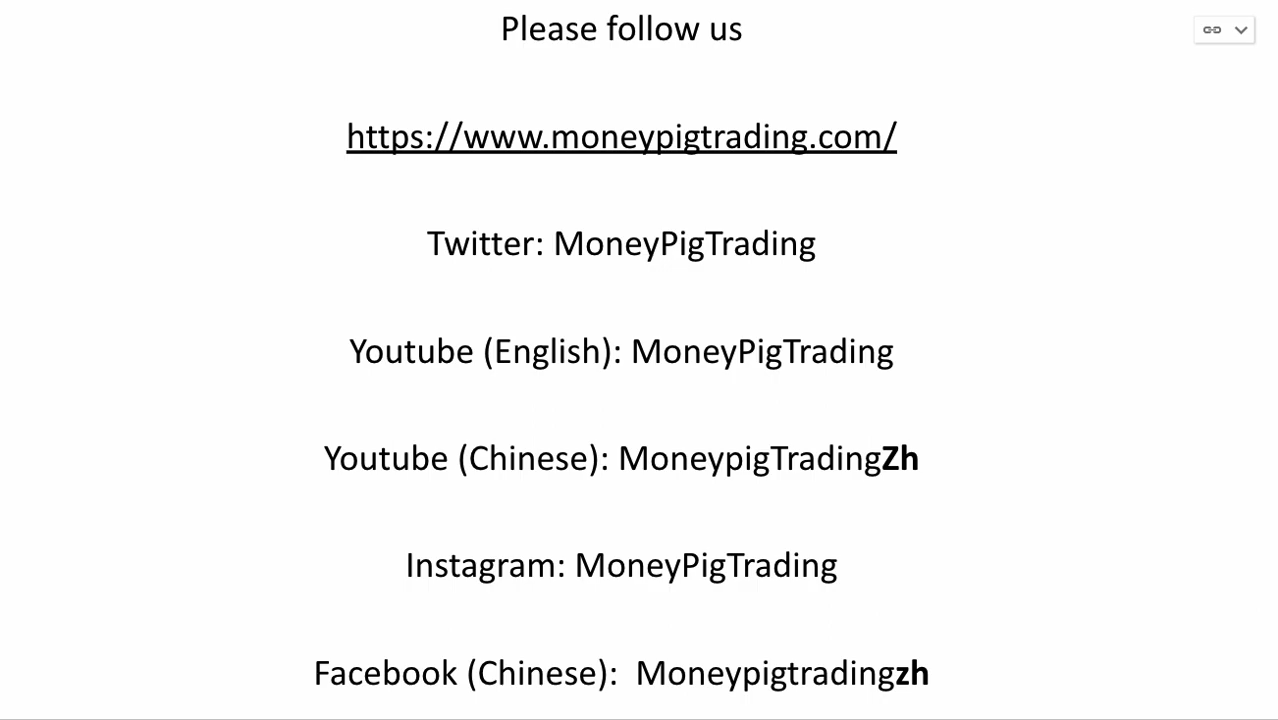 Please follow us
https://www.moneypigtrading.com/
Twitter: MoneyPigTrading
Youtube (English): MoneyPigTrading
Youtube (Chinese): MoneypigTradingZh
Instagram: MoneyPigTrading
Facebook (Chinese):  Moneypigtradingzh